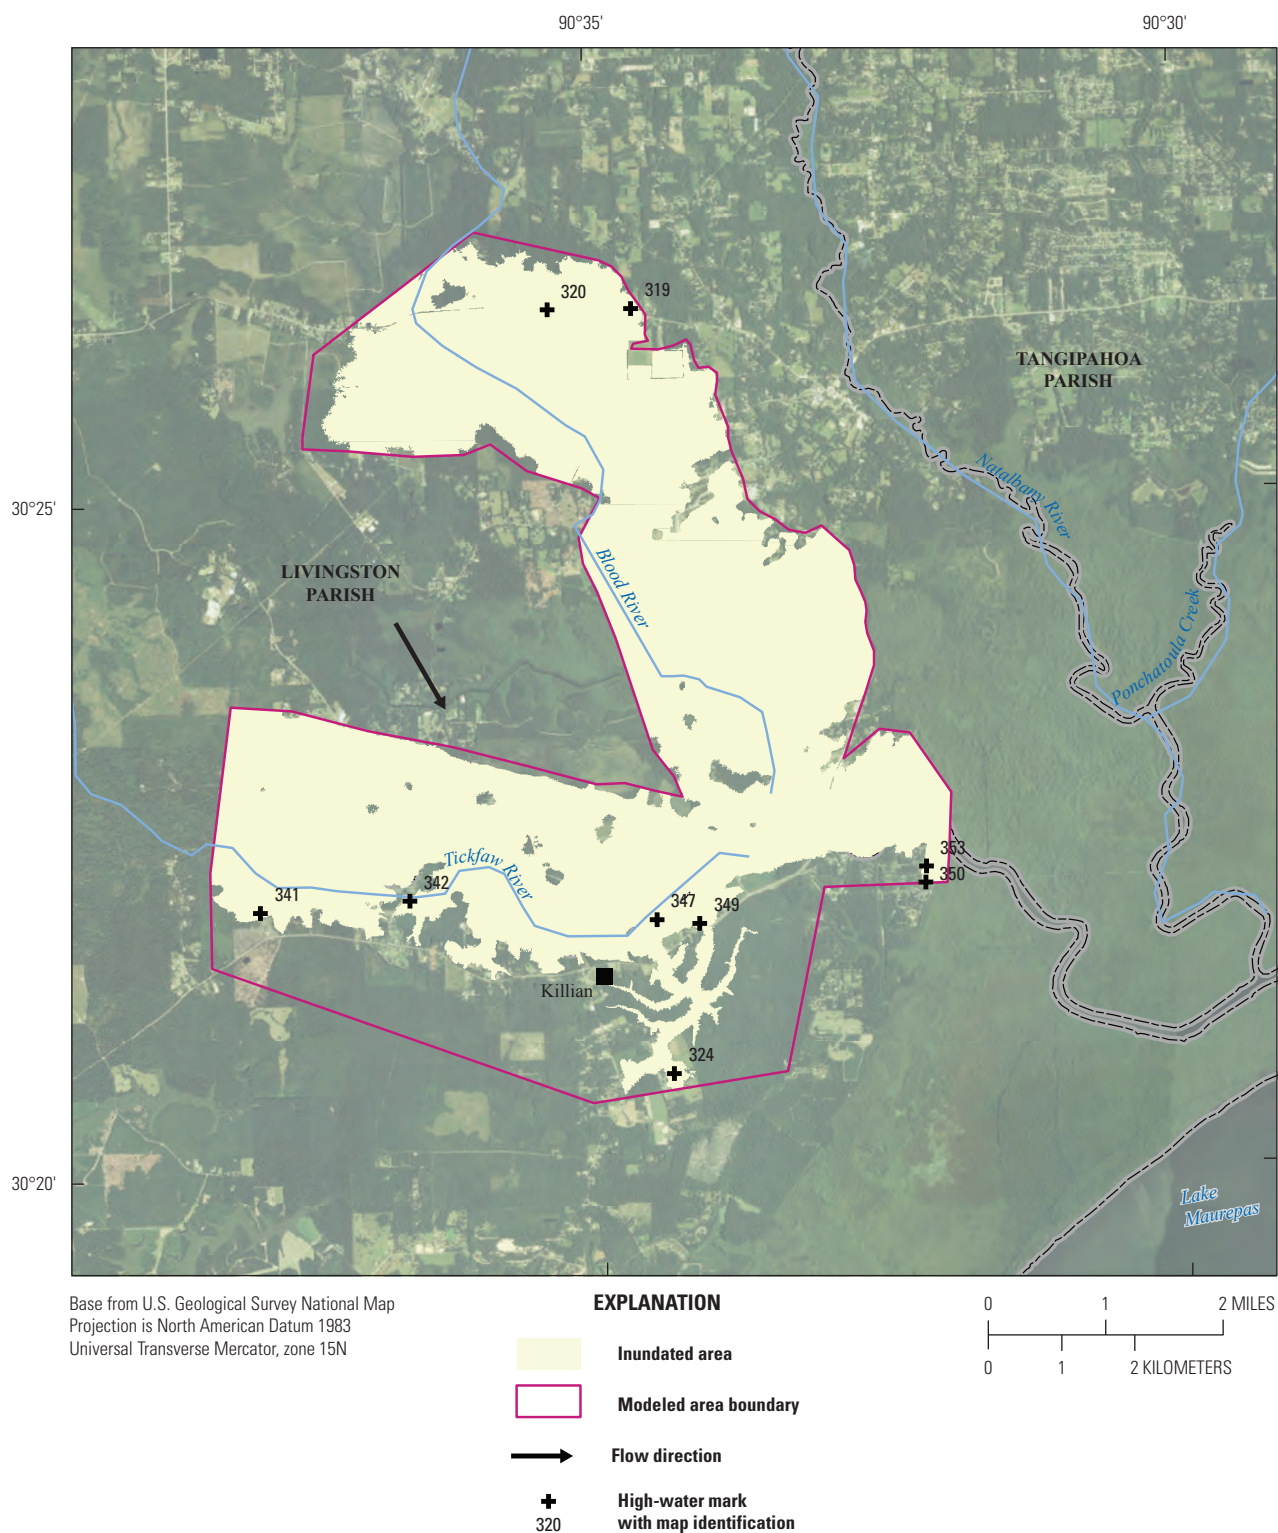 90°35'
90°30'
320
319
TANGIPAHOA
PARISH
Natalbany River
30°25'
Blood River
LIVINGSTON
PARISH
Ponchatoula Creek
353
Tickfaw River
350
342
341
347
349
Killian
324
30°20'
Lake
Maurepas
Base from U.S. Geological Survey National Map
Projection is North American Datum 1983
Universal Transverse Mercator, zone 15N
EXPLANATION
Inundated area
Modeled area boundary
Flow direction
High-water mark
320 with map identification
0 1 2 MILES
0 1 2 KILOMETERS